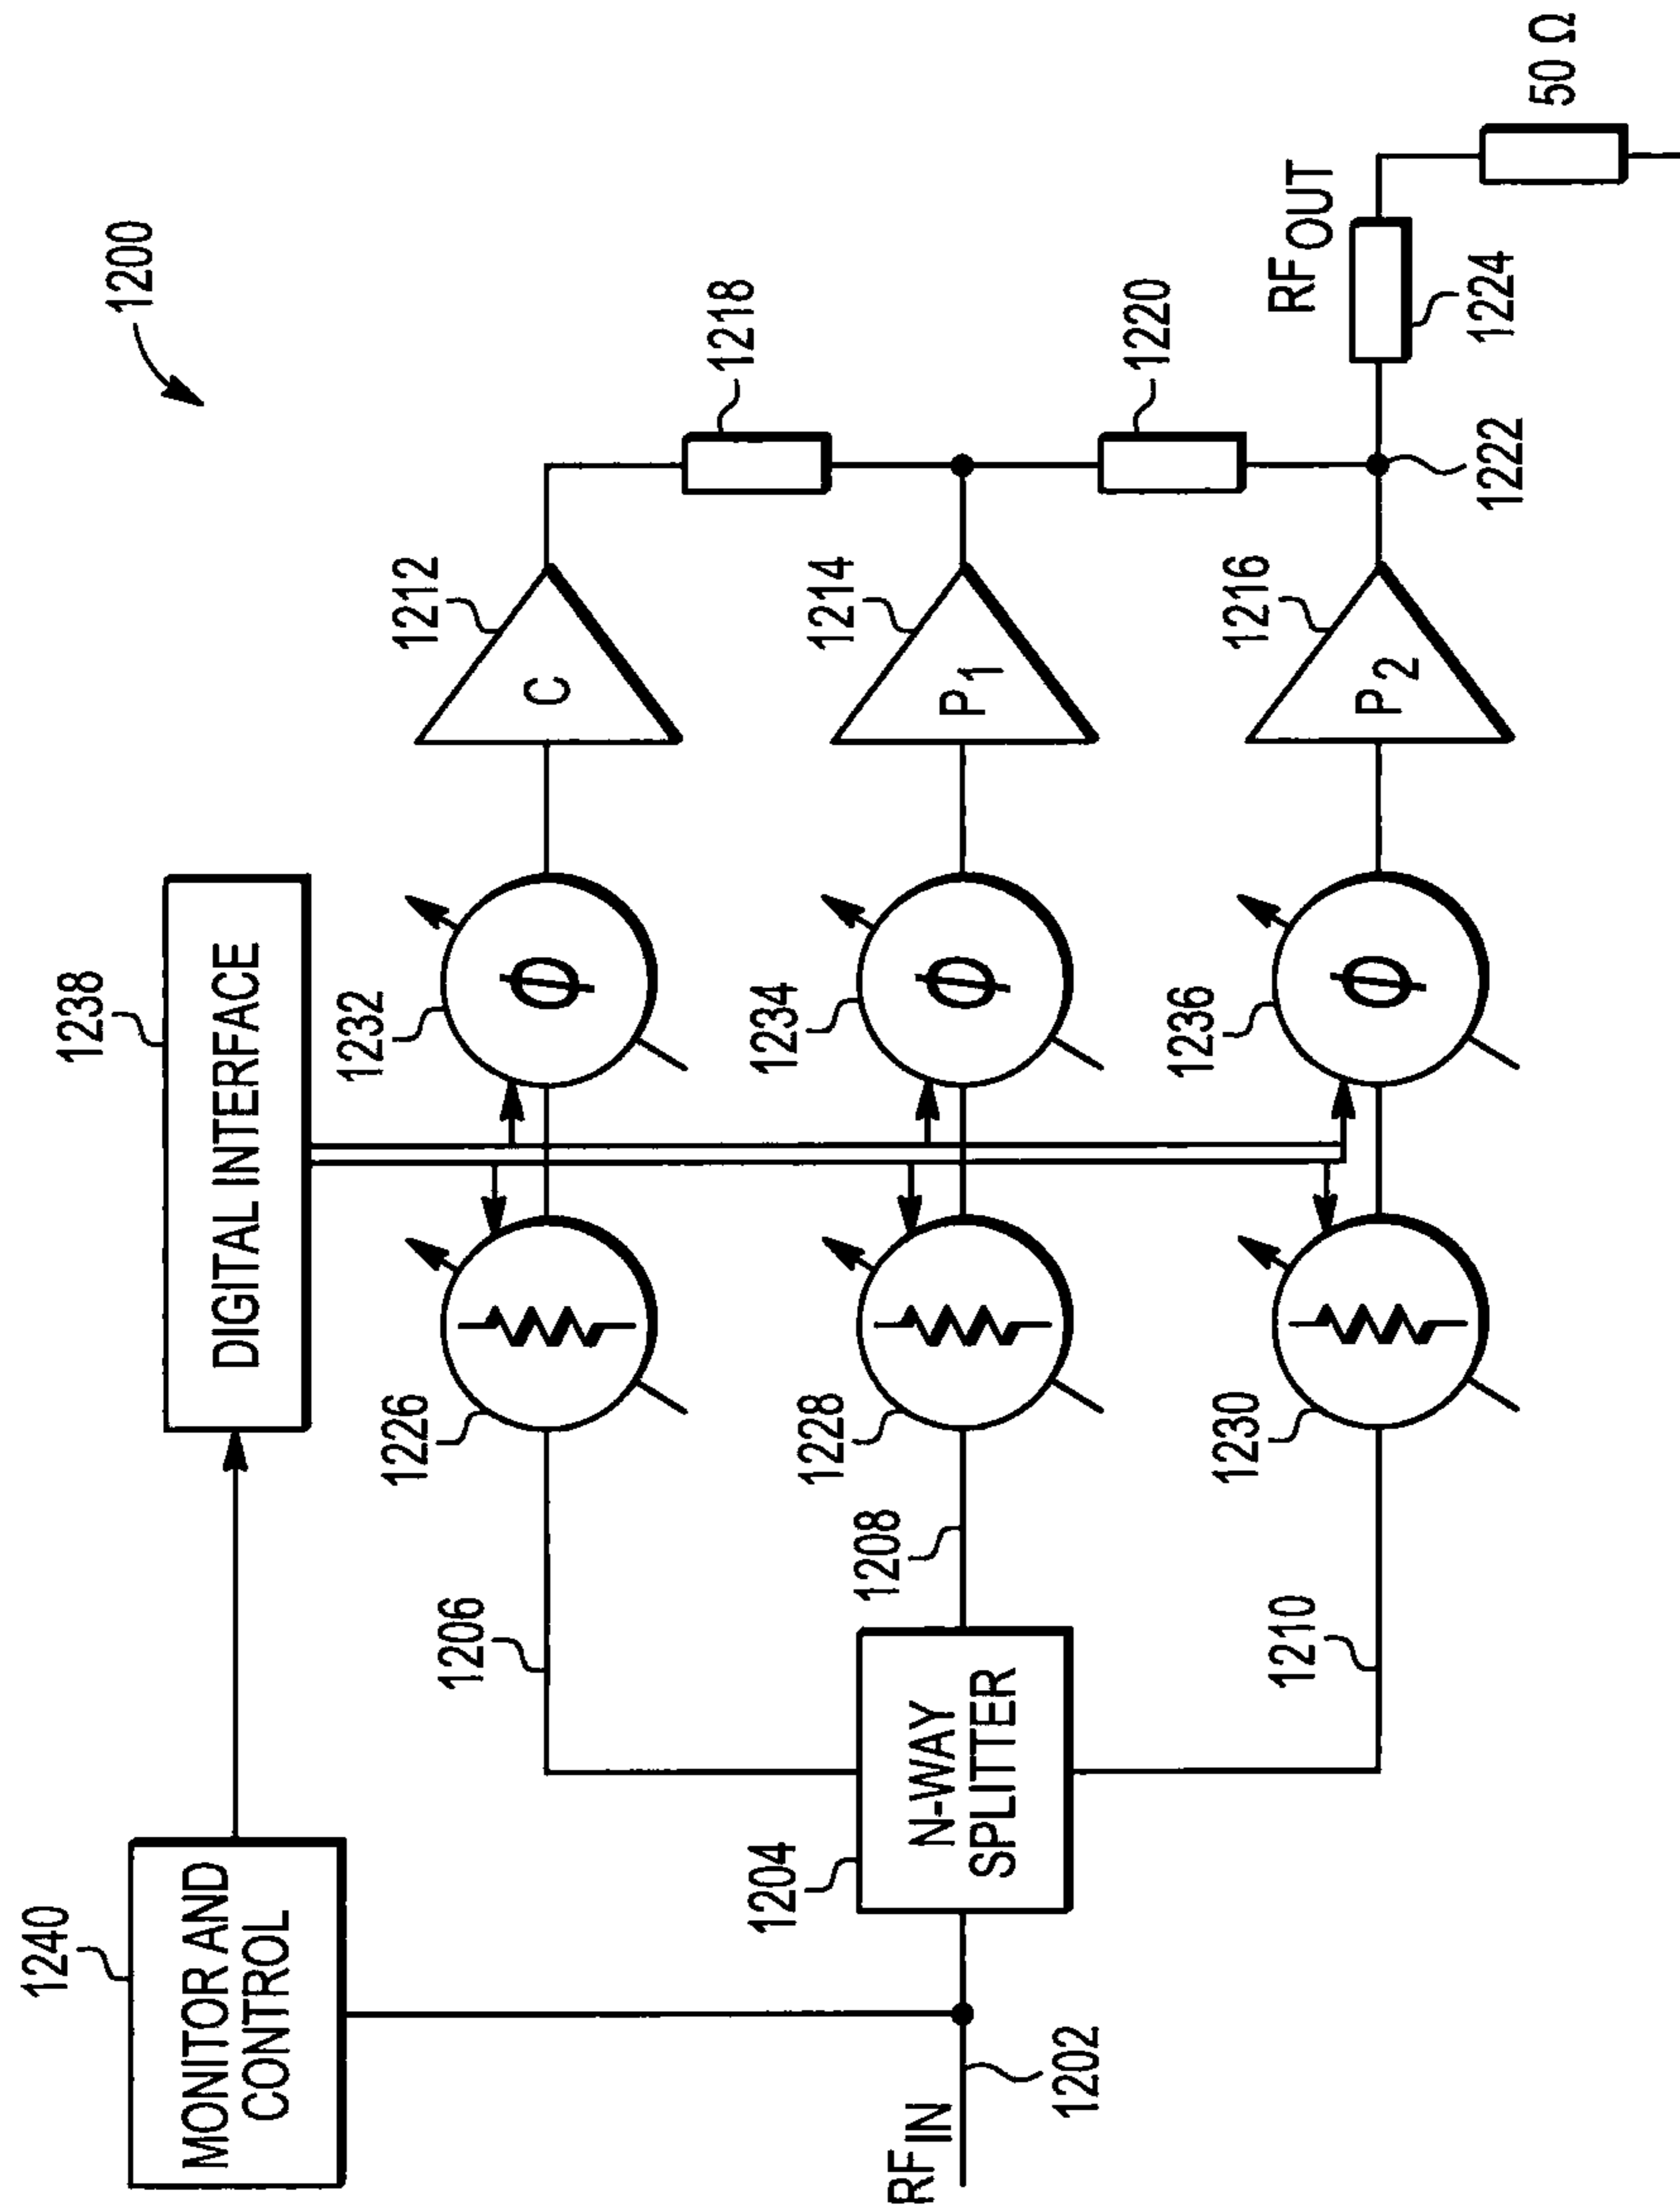 1200
1240
MONITOR AND
CONTROL
1238
DIGITAL INTERFACE
1206
1226
1232
1212
C
1218
RF IN
1202
1204
N-WAY
SPLITTER
1208
1228
1234
1214
P1
1220
1210
1230
1236
1216
P2
1222
RF OUT
1224
50 Ω
ϕ
ϕ
ϕ